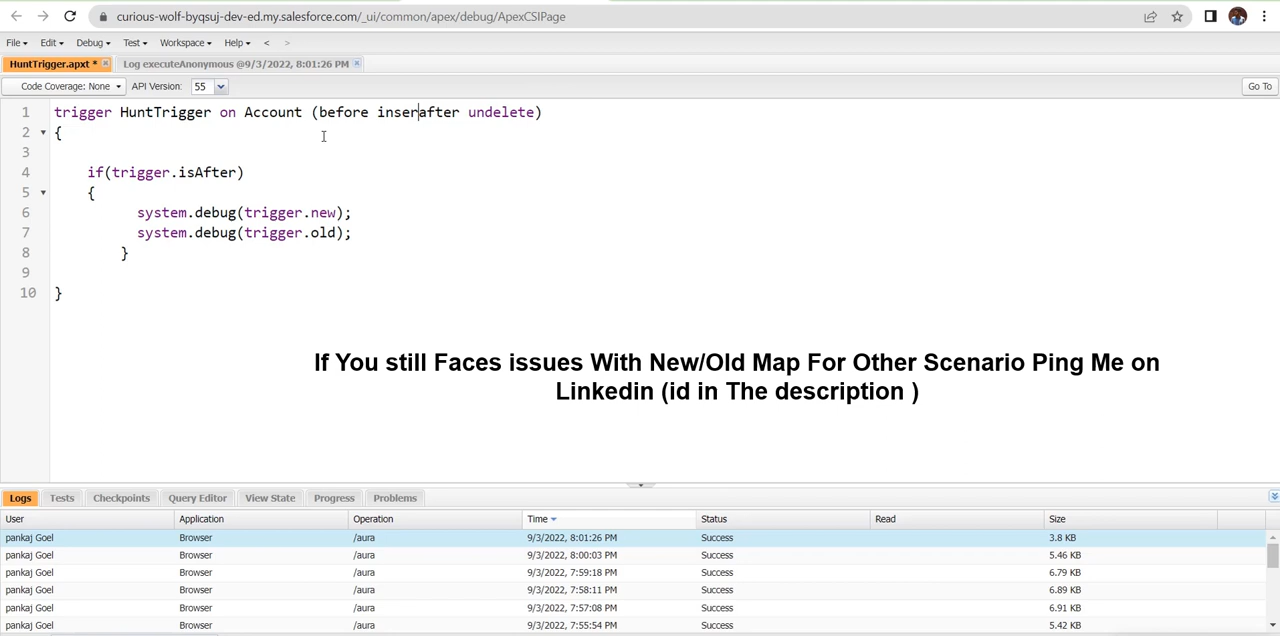 curious-wolf-byqsuj-dev-ed.my.salesforce.com/_ui/common/apex/debug/ApexCSIPage
File Edit Debug Test Workspace Help < >
HuntTrigger.apxt * Log executeAnonymous @9/3/2022, 8:01:26 PM
Code Coverage: None API Version: 55 Go To
1 trigger HuntTrigger on Account (before inserafter undelete)
2 {
3
4 if(trigger.isAfter)
5 {
6 system.debug(trigger.new);
7 system.debug(trigger.old);
8 }
9
10 }
If You still Faces issues With New/Old Map For Other Scenario Ping Me on
Linkedin (id in The description )
Logs Tests Checkpoints Query Editor View State Progress Problems
User Application Operation Time Status Read Size
pankaj Goel Browser /aura 9/3/2022, 8:01:26 PM Success 3.8 KB
pankaj Goel Browser /aura 9/3/2022, 8:00:03 PM Success 5.46 KB
pankaj Goel Browser /aura 9/3/2022, 7:59:18 PM Success 6.79 KB
pankaj Goel Browser /aura 9/3/2022, 7:58:11 PM Success 6.89 KB
pankaj Goel Browser /aura 9/3/2022, 7:57:08 PM Success 6.91 KB
pankaj Goel Browser /aura 9/3/2022, 7:55:54 PM Success 5.42 KB